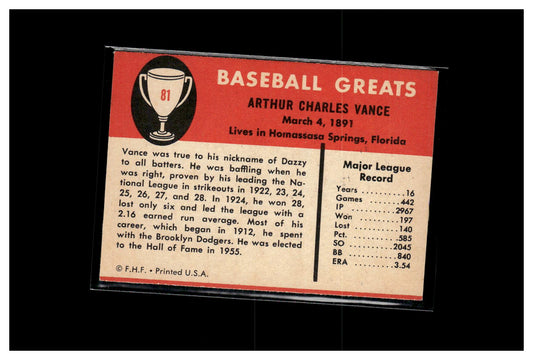 81
BASEBALL GREATS
ARTHUR CHARLES VANCE
March 4, 1891
Lives in Homassasa Springs, Florida
Vance was true to his nickname of Dazzy
to all batters. He was baffling when he
was right, proven by his leading the Na-
tional League in strikeouts in 1922, 23, 24,
25, 26, 27, and 28. In 1924, he won 28,
lost only six and led the league with a
2.16 earned run average. Most of his
career, which began in 1912, he spent
with the Brooklyn Dodgers. He was elected
to the Hall of Fame in 1955.
© F.H.F. • Printed U.S.A.
Major League
Record
Years ..........16
Games ........442
IP ............2967
Won ..........197
Lost ..........140
Pct. ...........585
SO ...........2045
BB ............840
ERA ..........3.54